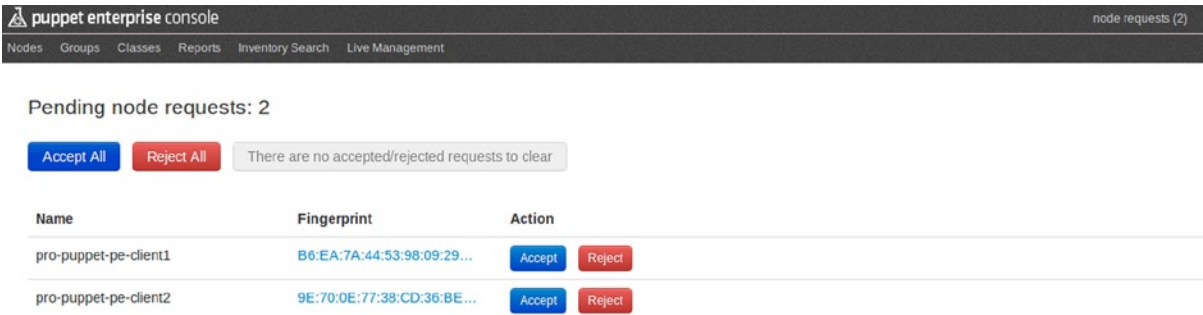 puppet enterprise console
node requests (2)
Nodes Groups Classes Reports Inventory Search Live Management
Pending node requests: 2
Accept All Reject All There are no accepted/rejected requests to clear
Name Fingerprint Action
pro-puppet-pe-client1 B6:EA:7A:44:53:98:09:29... Accept Reject
pro-puppet-pe-client2 9E:70:0E:77:38:CD:36:BE... Accept Reject